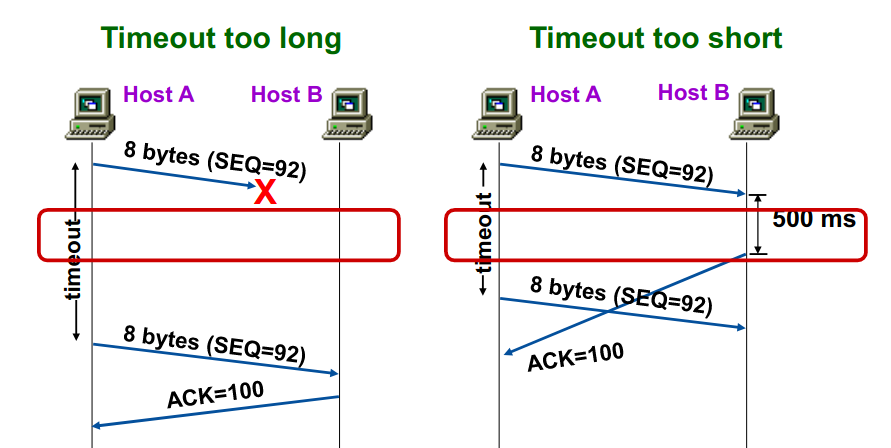 Timeout too long
Host A
Host B
8 bytes (SEQ=92)
X
timeout
8 bytes (SEQ=92)
ACK=100
Timeout too short
Host A
Host B
8 bytes (SEQ=92)
500 ms
timeout
8 bytes (SEQ=92)
ACK=100